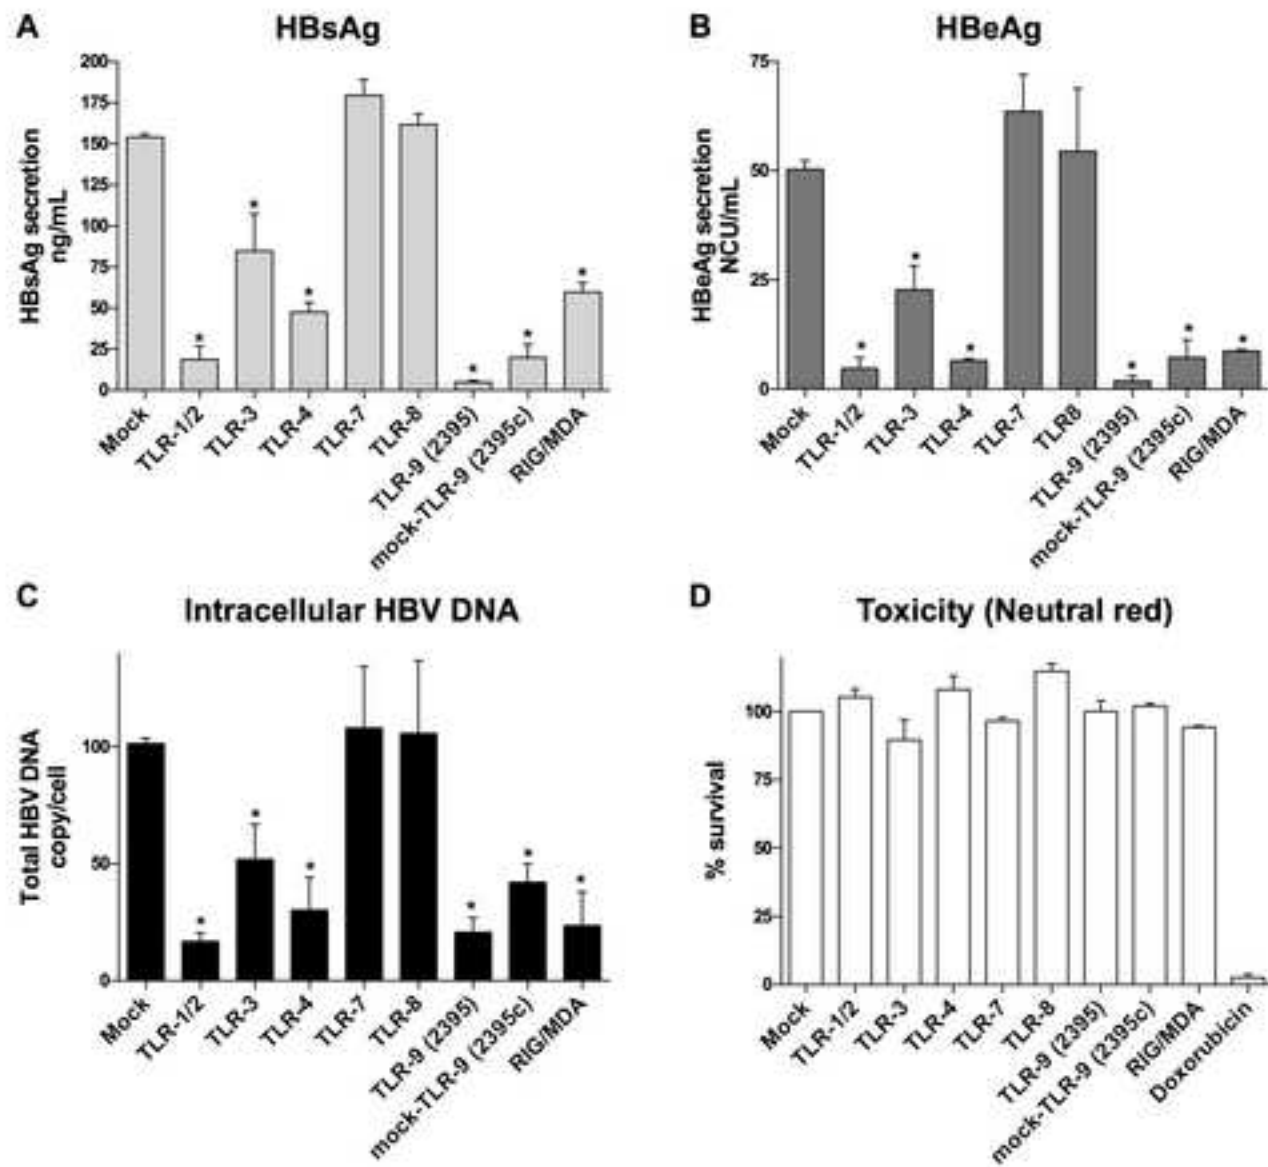 A
HBsAg
HBsAg secretion
ng/mL
200
175
150
125
100
75
50
25
0
*
*
*
*
*
*
Mock
TLR-1/2
TLR-3
TLR-4
TLR-7
TLR-8
TLR-9 (2395)
mock-TLR-9 (2395c)
RIG/MDA
B
HBeAg
HBeAg secretion
NCU/mL
75
50
25
0
*
*
*
*
*
*
Mock
TLR-1/2
TLR-3
TLR-4
TLR-7
TLR8
TLR-9 (2395)
mock-TLR-9 (2395c)
RIG/MDA
C
Intracellular HBV DNA
Total HBV DNA
copy/cell
100
50
0
*
*
*
*
*
*
Mock
TLR-1/2
TLR-3
TLR-4
TLR-7
TLR-8
TLR-9 (2395)
mock-TLR-9 (2395c)
RIG/MDA
D
Toxicity (Neutral red)
% survival
100
75
50
25
0
Mock
TLR-1/2
TLR-3
TLR-4
TLR-7
TLR-8
TLR-9 (2395)
mock-TLR-9 (2395c)
RIG/MDA
Doxorubicin